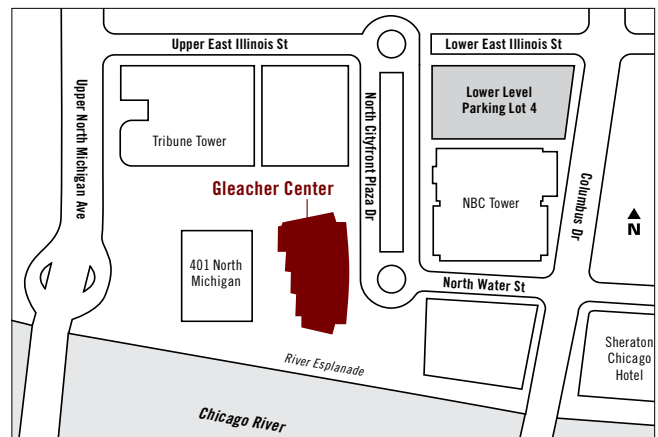 Upper East Illinois St
Lower East Illinois St
Upper North Michigan Ave
Tribune Tower
North Cityfront Plaza Dr
Lower Level
Parking Lot 4
Gleacher Center
NBC Tower
Columbus Dr
N
401 North
Michigan
North Water St
River Esplanade
Sheraton
Chicago
Hotel
Chicago River